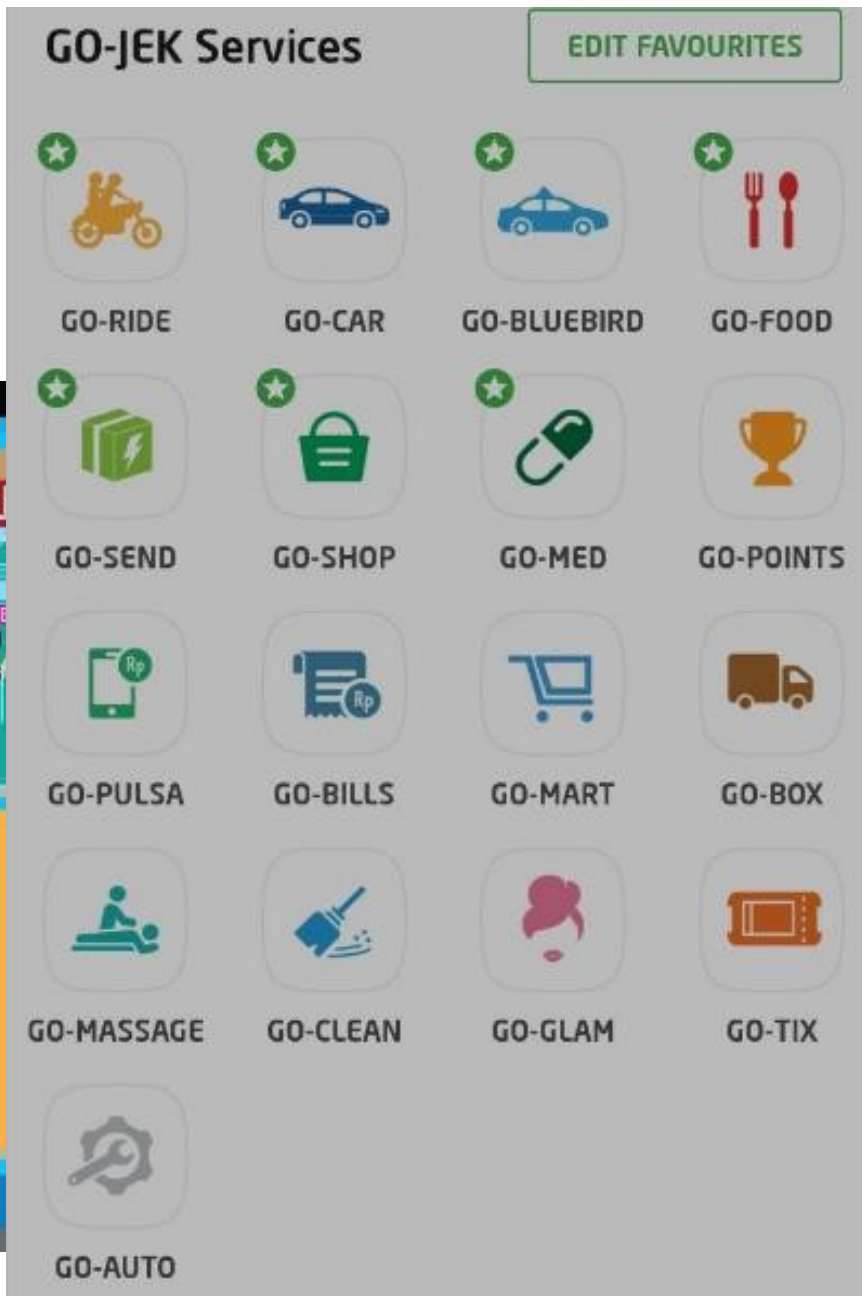 GO-JEK Services
EDIT FAVOURITES
GO-RIDE GO-CAR GO-BLUEBIRD GO-FOOD
GO-SEND GO-SHOP GO-MED GO-POINTS
Rp Rp
GO-PULSA GO-BILLS GO-MART GO-BOX
GO-MASSAGE GO-CLEAN GO-GLAM GO-TIX
GO-AUTO